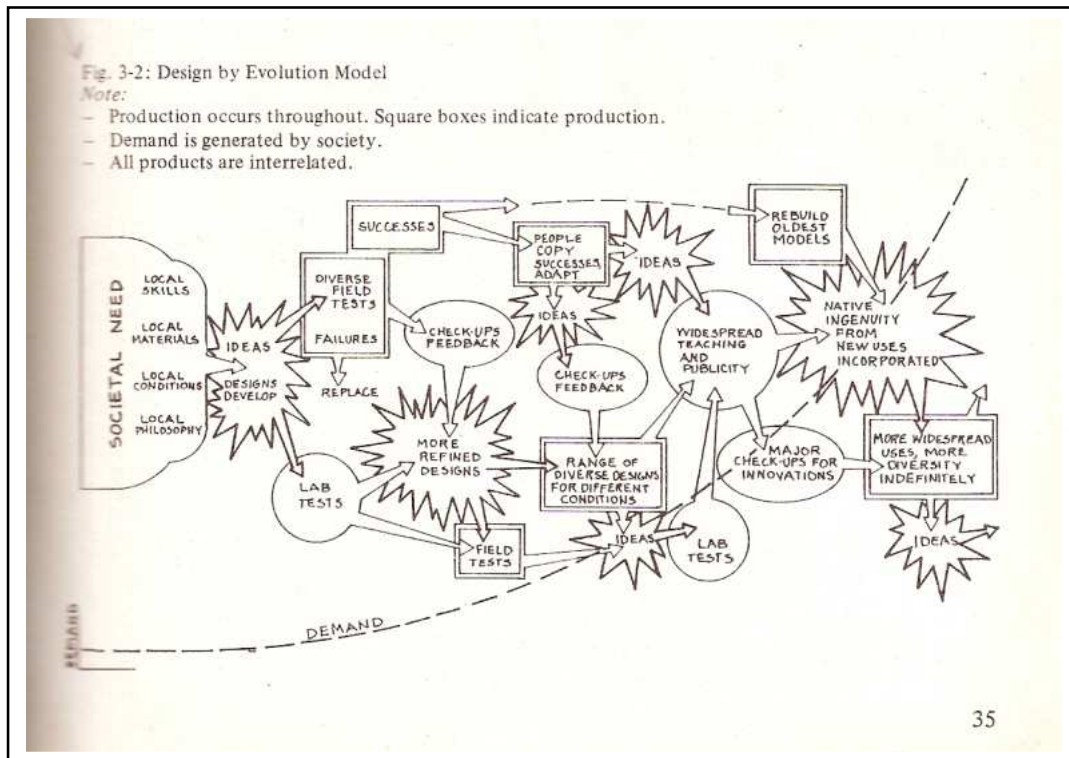 Fig. 3-2: Design by Evolution Model
Note:
– Production occurs throughout. Square boxes indicate production.
– Demand is generated by society.
– All products are interrelated.
SOCIETAL NEED
LOCAL
SKILLS
LOCAL
MATERIALS
LOCAL
CONDITIONS
LOCAL
PHILOSOPHY
IDEAS
DESIGNS
DEVELOP
SUCCESSES
DIVERSE
FIELD
TESTS
FAILURES
REPLACE
LAB
TESTS
CHECK-UPS
FEEDBACK
MORE
REFINED
DESIGNS
FIELD
TESTS
PEOPLE
COPY
SUCCESSES,
ADAPT
IDEAS
IDEAS
CHECK-UPS
FEEDBACK
RANGE OF
DIVERSE DESIGNS
FOR DIFFERENT
CONDITIONS
IDEAS
LAB
TESTS
WIDESPREAD
TEACHING
AND
PUBLICITY
MAJOR
CHECK-UPS FOR
INNOVATIONS
REBUILD
OLDEST
MODELS
NATIVE
INGENUITY
FROM
NEW USES
INCORPORATED
MORE WIDESPREAD
USES, MORE
DIVERSITY
INDEFINITELY
IDEAS
DEMAND
DEMAND
35